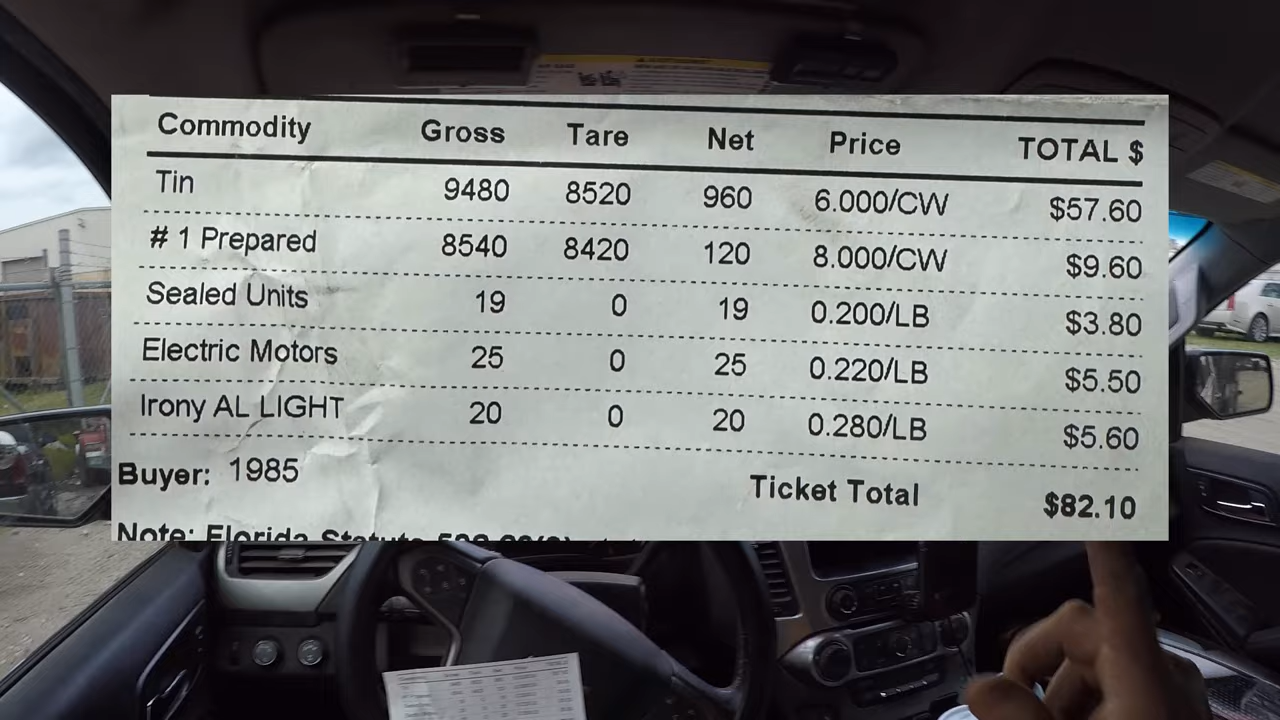 Commodity Gross Tare Net Price TOTAL $
Tin 9480 8520 960 6.000/CW $57.60
# 1 Prepared 8540 8420 120 8.000/CW $9.60
Sealed Units 19 0 19 0.200/LB $3.80
Electric Motors 25 0 25 0.220/LB $5.50
Irony AL LIGHT 20 0 20 0.280/LB $5.60
Buyer: 1985 Ticket Total $82.10
Note: Florida Statute